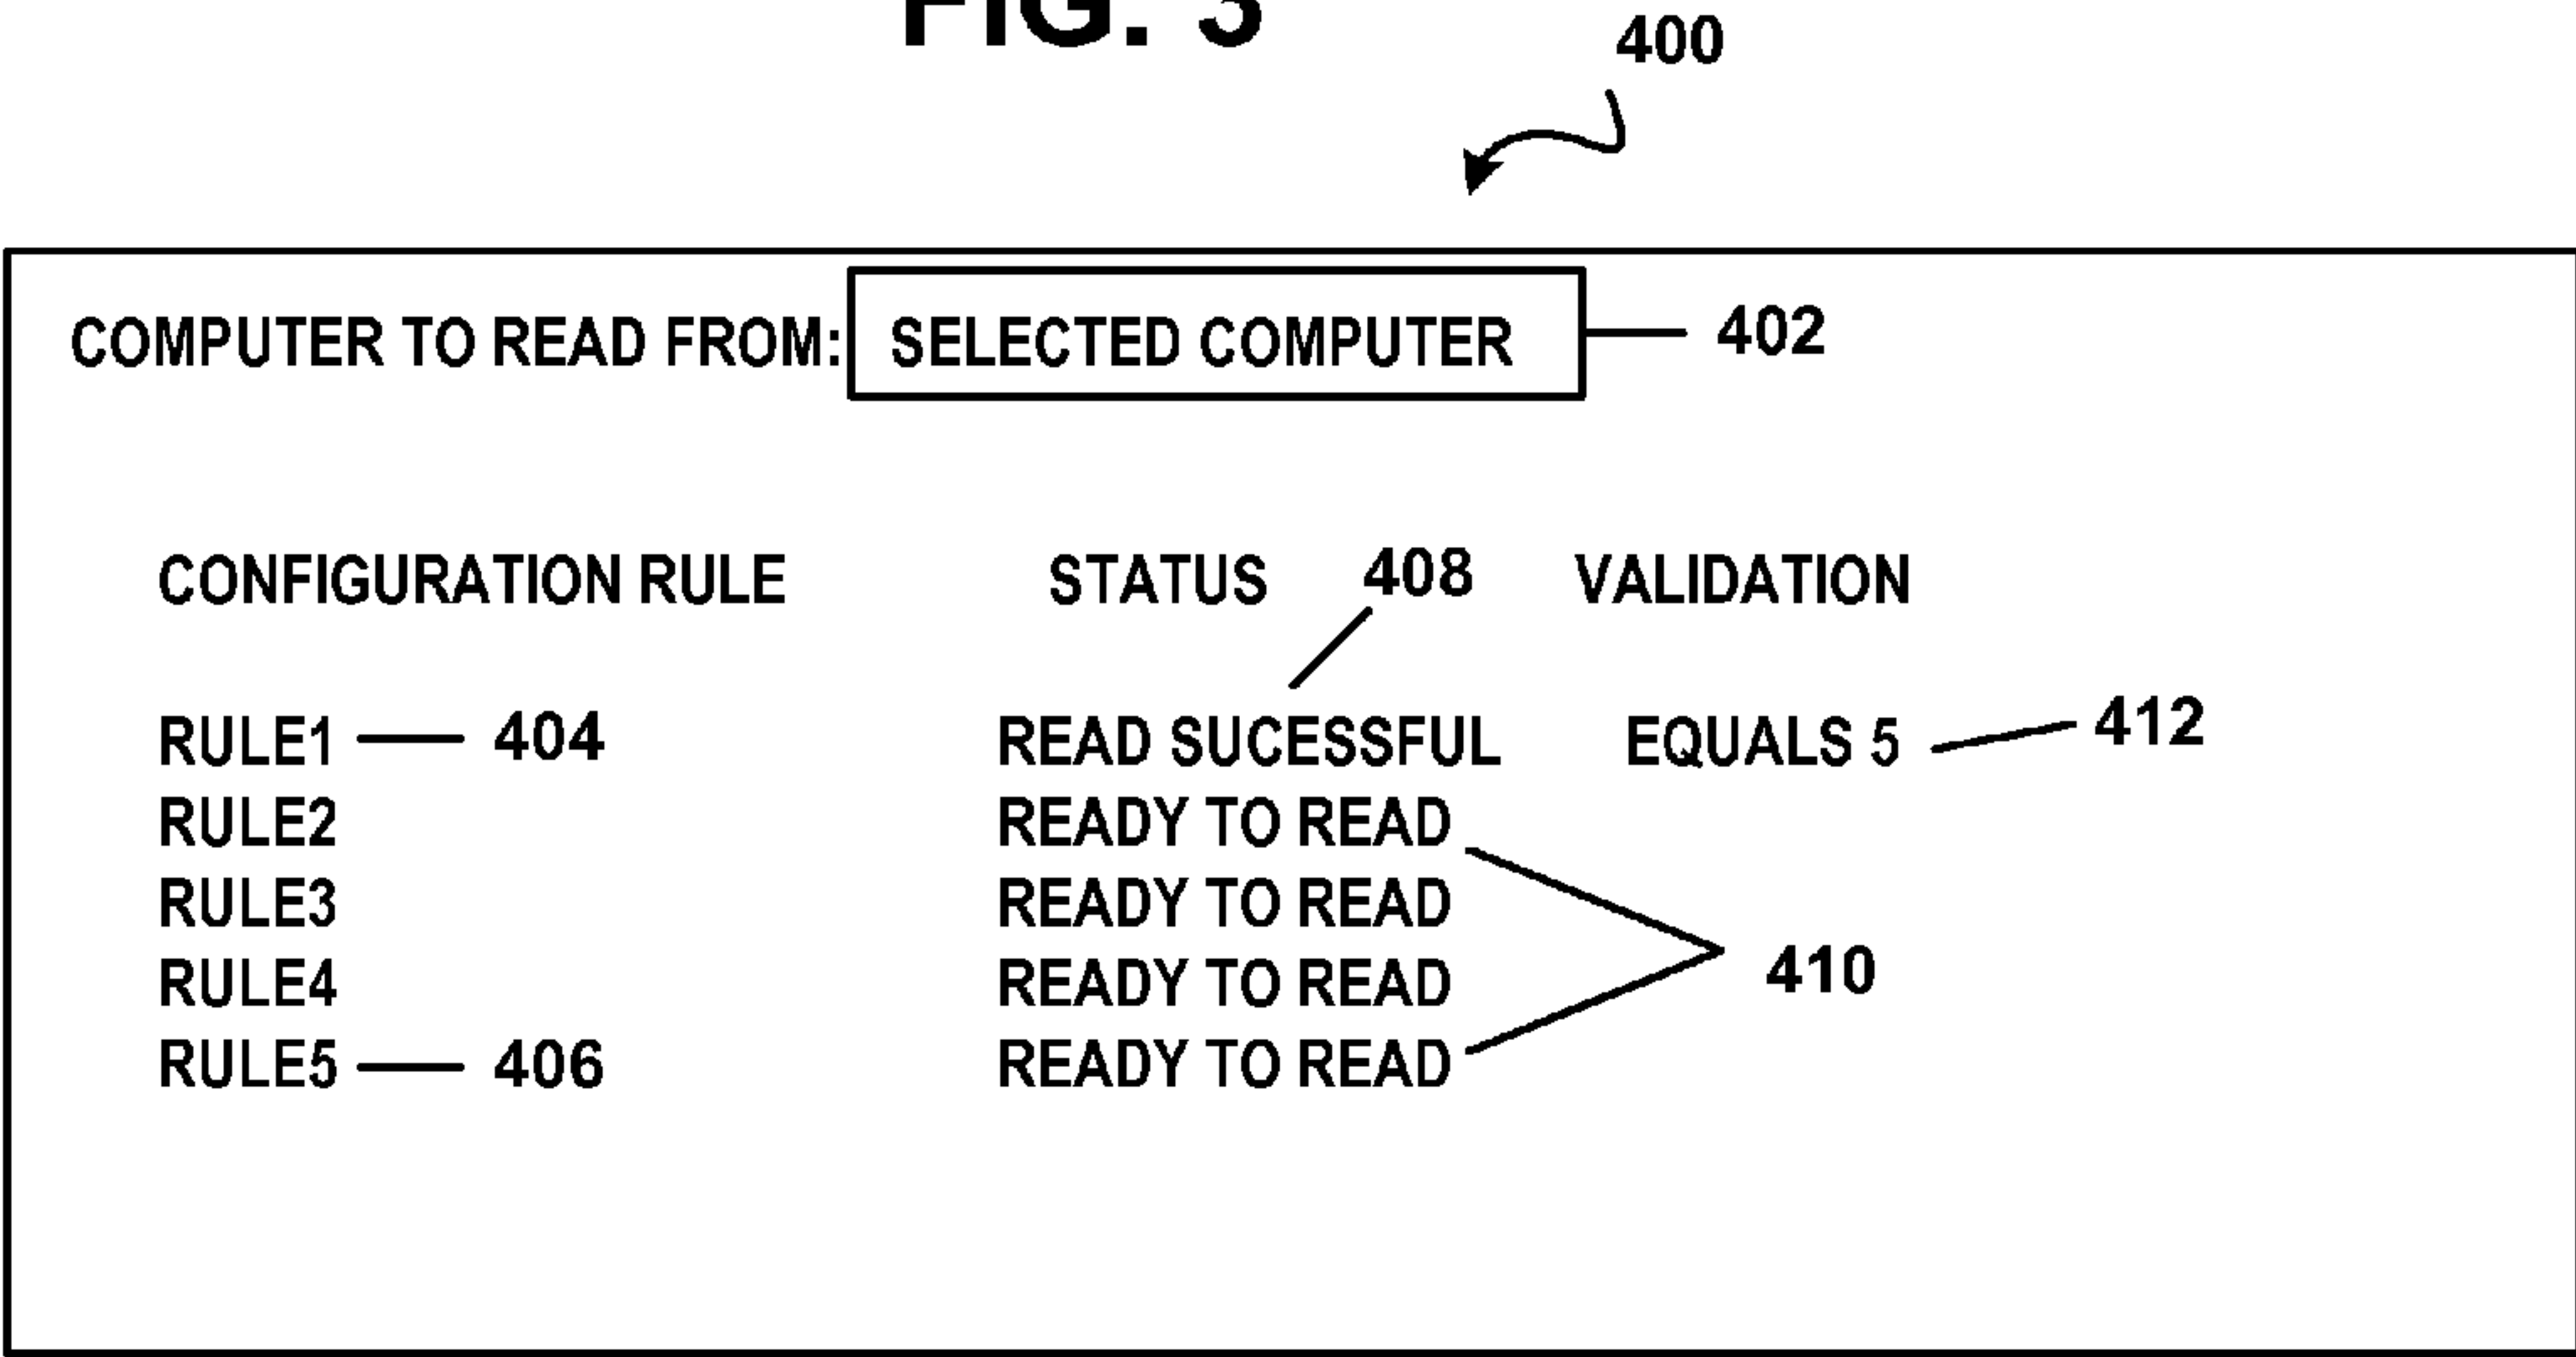 FIG. 3
400
COMPUTER TO READ FROM: SELECTED COMPUTER 402
CONFIGURATION RULE STATUS 408 VALIDATION
RULE1 404 READ SUCESSFUL EQUALS 5 412
RULE2 READY TO READ
RULE3 READY TO READ
RULE4 READY TO READ 410
RULE5 406 READY TO READ